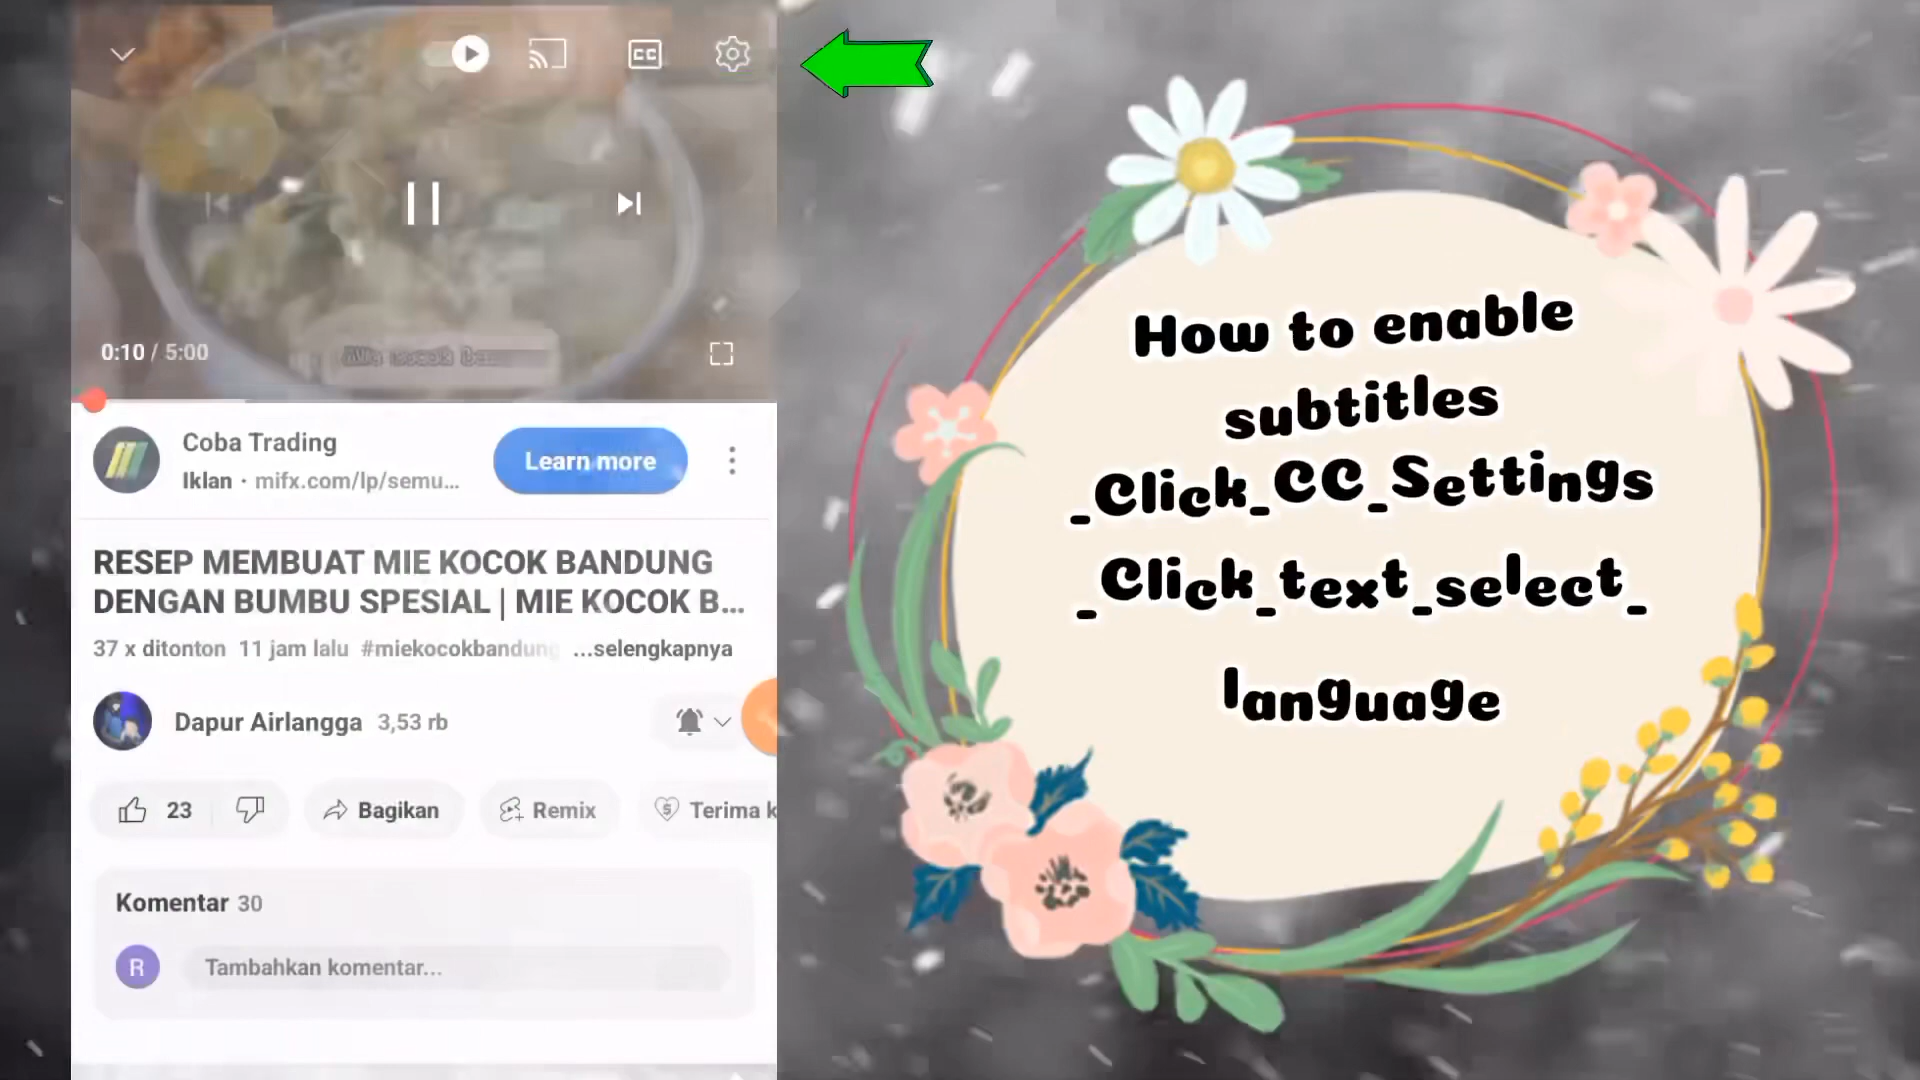 CC
0:10 / 5:00
Coba Trading
Iklan · mifx.com/lp/semu...
Learn more
RESEP MEMBUAT MIE KOCOK BANDUNG
DENGAN BUMBU SPESIAL | MIE KOCOK B...
37 x ditonton 11 jam lalu #miekocokbandung ...selengkapnya
Dapur Airlangga 3,53 rb
23
Bagikan
Remix
Terima k
Komentar 30
R
Tambahkan komentar...
How to enable
subtitles
_Click_CC_Settings
_Click_text_select_
language